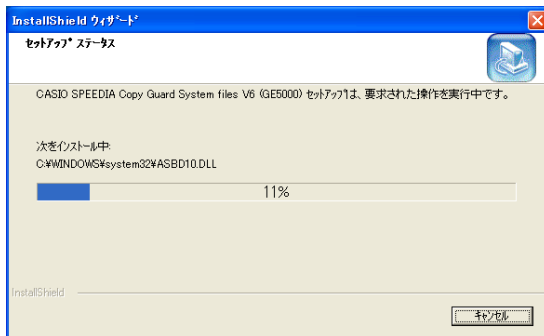 InstallShield ウィザード
セットアップ ステータス
CASIO SPEEDIA Copy Guard System files V6 (GE5000) セットアップは、要求された操作を実行中です。
次をインストール中:
C:¥WINDOWS¥system32¥ASBD10.DLL
11%
InstallShield
キャンセル